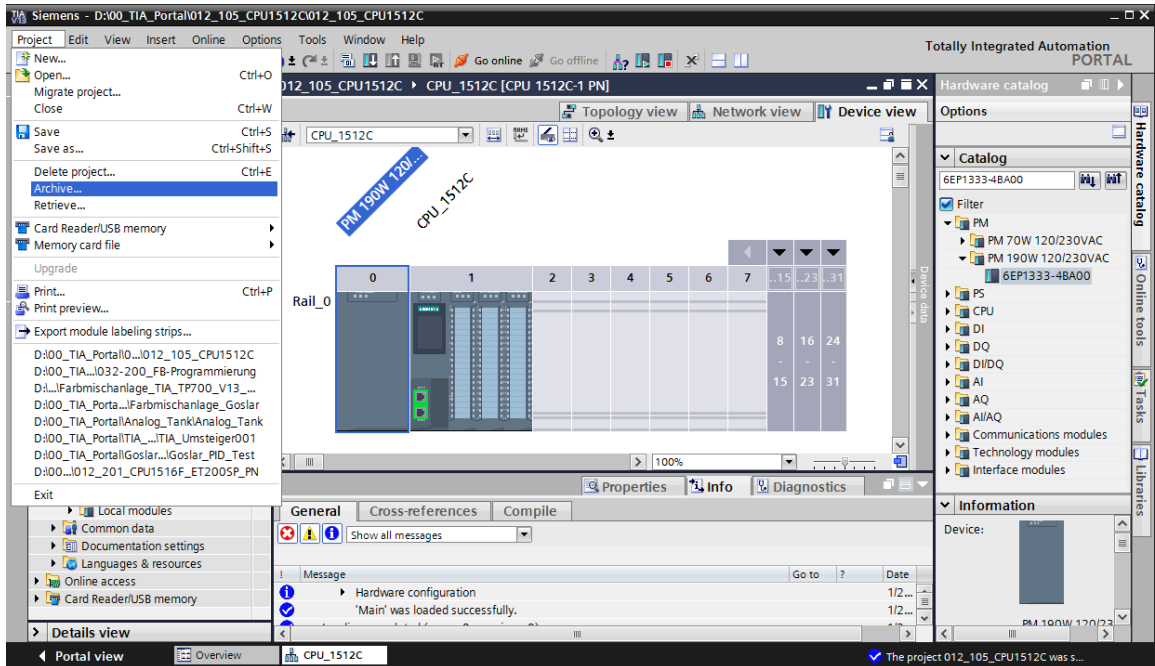 Siemens - D:\00_TIA_Portal\012_105_CPU1512C\012_105_CPU1512C
Project Edit View Insert Online Options Tools Window Help
Totally Integrated Automation
PORTAL
New...
Open... Ctrl+O
Migrate project...
Close Ctrl+W
Save Ctrl+S
Save as... Ctrl+Shift+S
Delete project... Ctrl+E
Archive...
Retrieve...
Card Reader/USB memory
Memory card file
Upgrade
Print... Ctrl+P
Print preview...
Export module labeling strips...
D:\00_TIA_Portal\0...\012_105_CPU1512C
D:\00_TIA...\032-200_FB-Programmierung
D:\...\Farbmischanlage_TIA_TP700_V13_...
D:\00_TIA_Porta...\Farbmischanlage_Goslar
D:\00_TIA_Portal\Analog_Tank\Analog_Tank
D:\00_TIA_Portal\TIA_...\TIA_Umsteiger001
D:\00_TIA_Portal\Goslar...\Goslar_PID_Test
D:\00...\012_201_CPU1516F_ET200SP_PN
Exit
Local modules
Common data
Documentation settings
Languages & resources
Online access
Card Reader/USB memory
Details view
Go online Go offline
012_105_CPU1512C CPU_1512C [CPU 1512C-1 PN]
Topology view Network view Device view
CPU_1512C
PM 190W 120/...
CPU_1512C
0 1 2 3 4 5 6 7 ..15 ..23 ..31
Rail_0
SIEMENS
8 16 24
- - -
15 23 31
Device data
100%
Properties Info Diagnostics
General Cross-references Compile
Show all messages
! Message Go to ? Date
Hardware configuration 1/2...
'Main' was loaded successfully. 1/2...
Hardware catalog
Options
Catalog
6EP1333-4BA00
Filter
PM
PM 70W 120/230VAC
PM 190W 120/230VAC
6EP1333-4BA00
PS
CPU
DI
DQ
DI/DQ
AI
AQ
AI/AQ
Communications modules
Technology modules
Interface modules
Information
Device:
PM 190W 120/23
Hardware catalog
Online tools
Tasks
Libraries
Portal view Overview CPU_1512C
The project 012_105_CPU1512C was s...